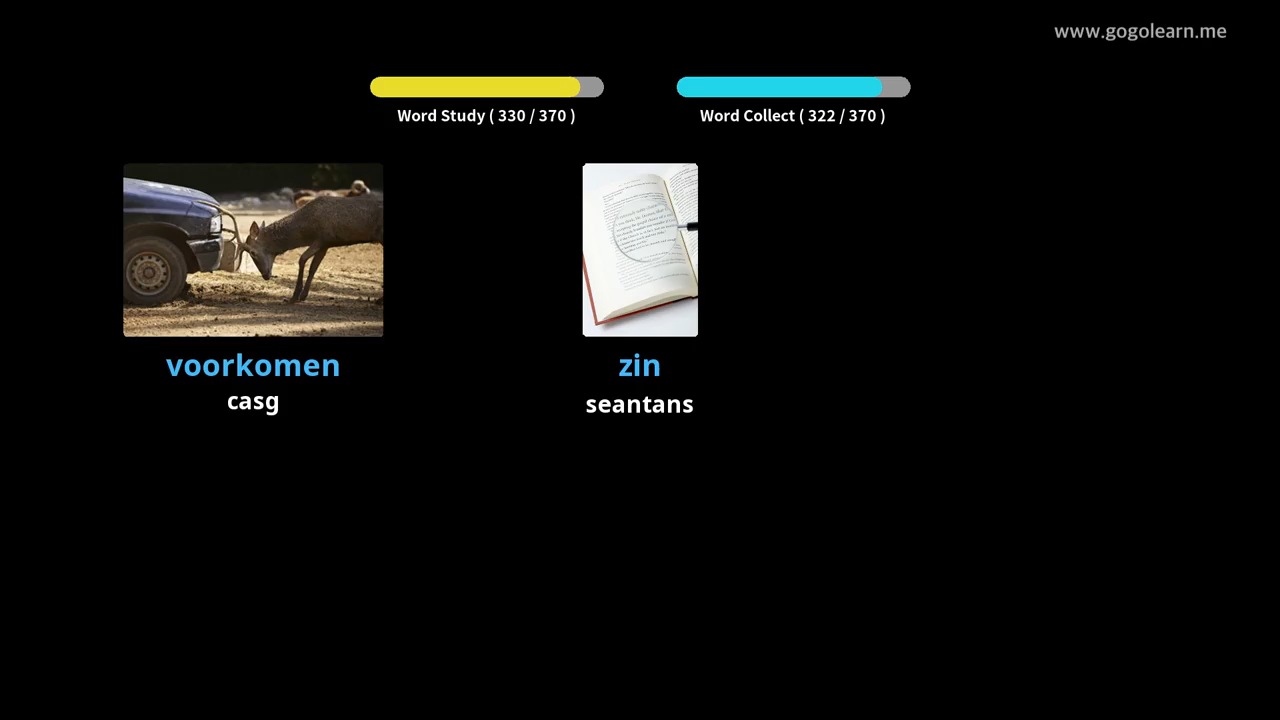 www.gogolearn.me
Word Study ( 330 / 370 )
Word Collect ( 322 / 370 )
voorkomen
casg
zin
seantans